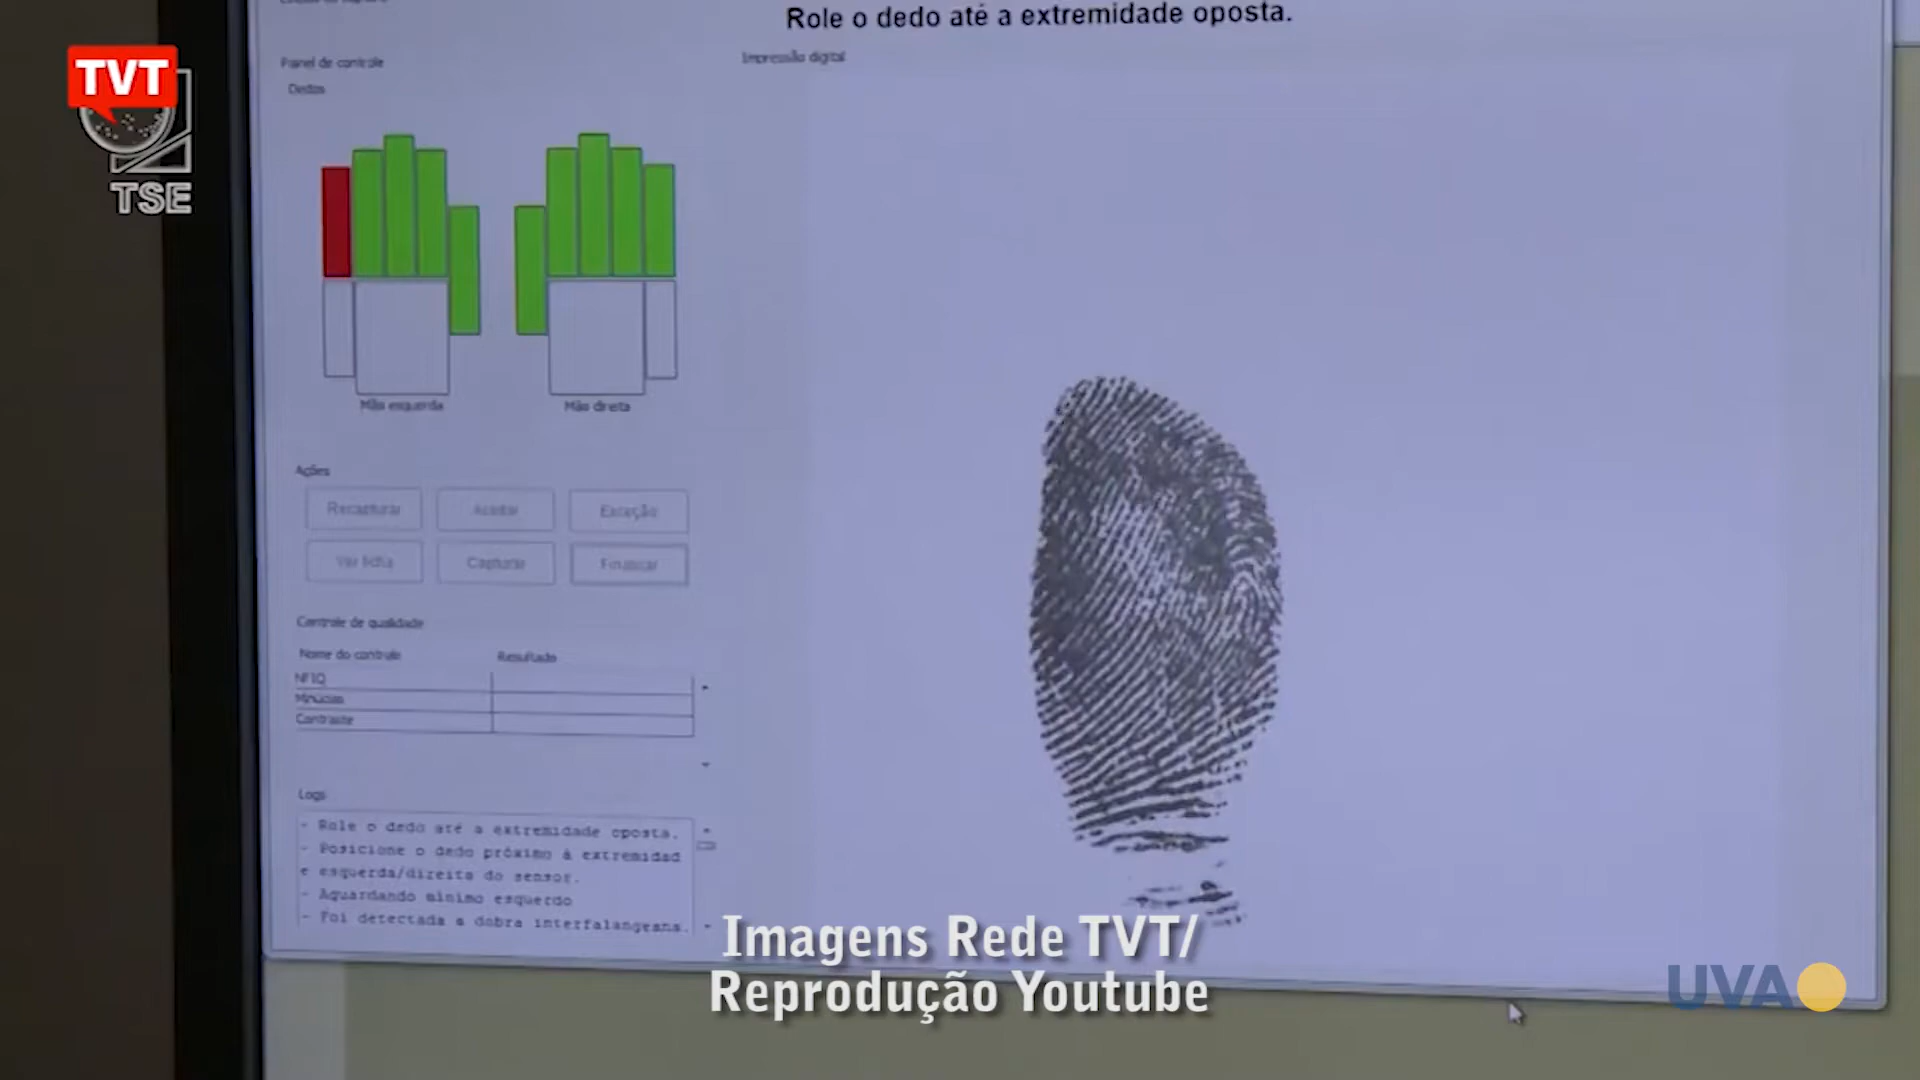 Role o dedo até a extremidade oposta.
Painel de controle
Impressão digital
Dedos
TVT
TSE
Mão esquerda
Mão direita
Ações
Recapturar
Aceitar
Exceção
Ver ficha
Capturar
Finalizar
Controle de qualidade
Nome do controle
Resultado
NFIQ
Minúcias
Contraste
Logs
- Role o dedo até a extremidade oposta.
- Posicione o dedo próximo à extremidad
e esquerda/direita do sensor.
- Aguardando mínimo esquerdo
- Foi detectada a dobra interfalangeana.
Imagens Rede TVT/
Reprodução Youtube
UVA